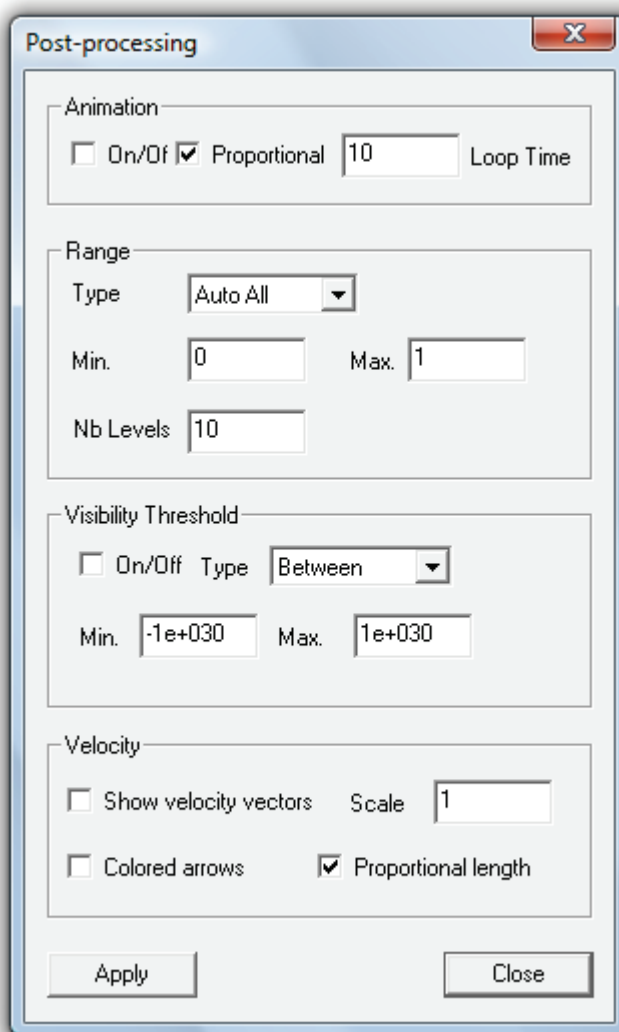 Post-processing
Animation
On/Of Proportional 10 Loop Time
Range
Type Auto All
Min. 0 Max. 1
Nb Levels 10
Visibility Threshold
On/Off Type Between
Min. -1e+030 Max. 1e+030
Velocity
Show velocity vectors Scale 1
Colored arrows Proportional length
Apply Close